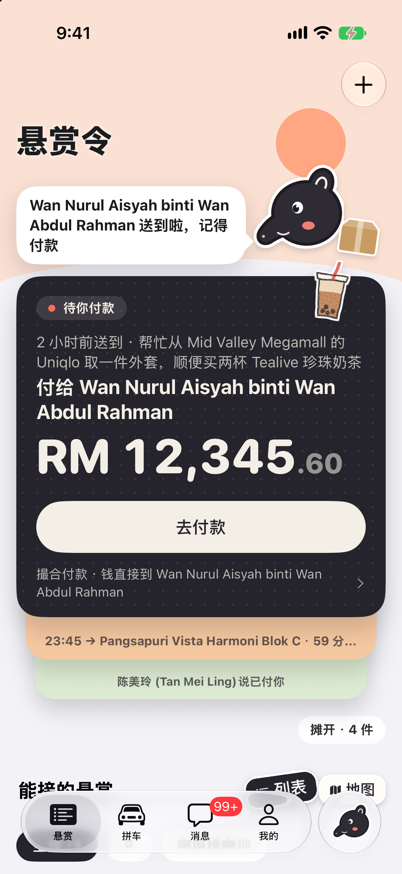 9:41
悬赏令
Wan Nurul Aisyah binti Wan
Abdul Rahman 送到啦，记得
付款
待你付款
2 小时前送到 · 帮忙从 Mid Valley Megamall 的
Uniqlo 取一件外套，顺便买两杯 Tealive 珍珠奶茶
付给 Wan Nurul Aisyah binti Wan
Abdul Rahman
RM 12,345.60
去付款
撮合付款 · 钱直接到 Wan Nurul Aisyah binti Wan
Abdul Rahman
23:45 → Pangsapuri Vista Harmoni Blok C · 59 分...
陈美玲 (Tan Mei Ling) 说已付你
摊开 · 4 件
能接的悬赏
列表
地图
99+
悬赏
拼车
消息
我的